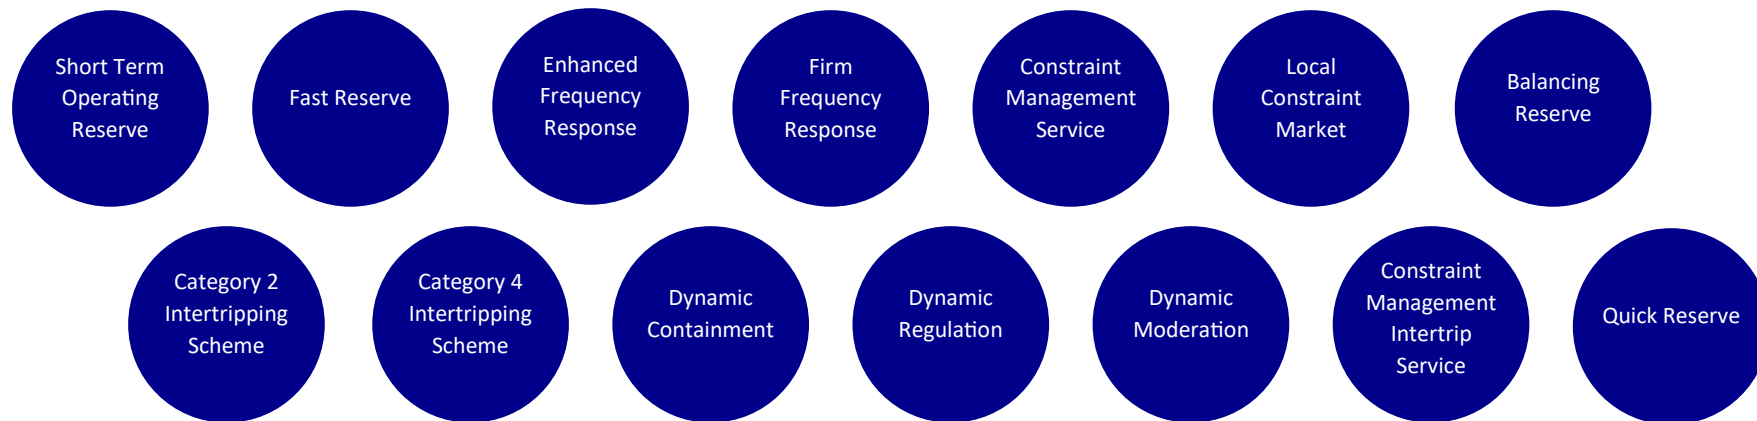 Short Term
Operating
Reserve
Fast Reserve
Enhanced
Frequency
Response
Firm
Frequency
Response
Constraint
Management
Service
Local
Constraint
Market
Balancing
Reserve
Category 2
Intertripping
Scheme
Category 4
Intertripping
Scheme
Dynamic
Containment
Dynamic
Regulation
Dynamic
Moderation
Constraint
Management
Intertrip
Service
Quick Reserve